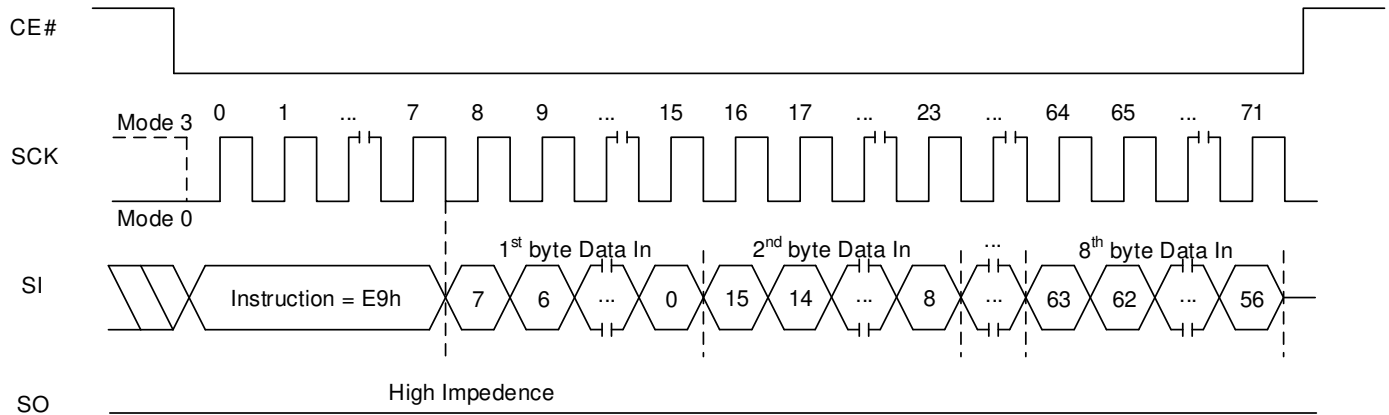 CE#
0 1 ... 7 8 9 ... 15 16 17 ... 23 ... 64 65 ... 71
Mode 3
SCK
Mode 0
1st byte Data In 2nd byte Data In ... 8th byte Data In
SI
Instruction = E9h 7 6 ... 0 15 14 ... 8 ... 63 62 ... 56
High Impedence
SO